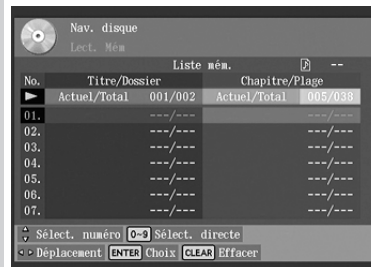 Nav. disque
Lect. Mém
Liste mém. --
No. Titre/Dossier Chapitre/Plage
Actuel/Total 001/002 Actuel/Total 005/038
01. ---/--- ---/---
02. ---/--- ---/---
03. ---/--- ---/---
04. ---/--- ---/---
05. ---/--- ---/---
06. ---/--- ---/---
07. ---/--- ---/---
Sélect. numéro 0~9 Sélect. directe
Déplacement ENTER Choix CLEAR Effacer